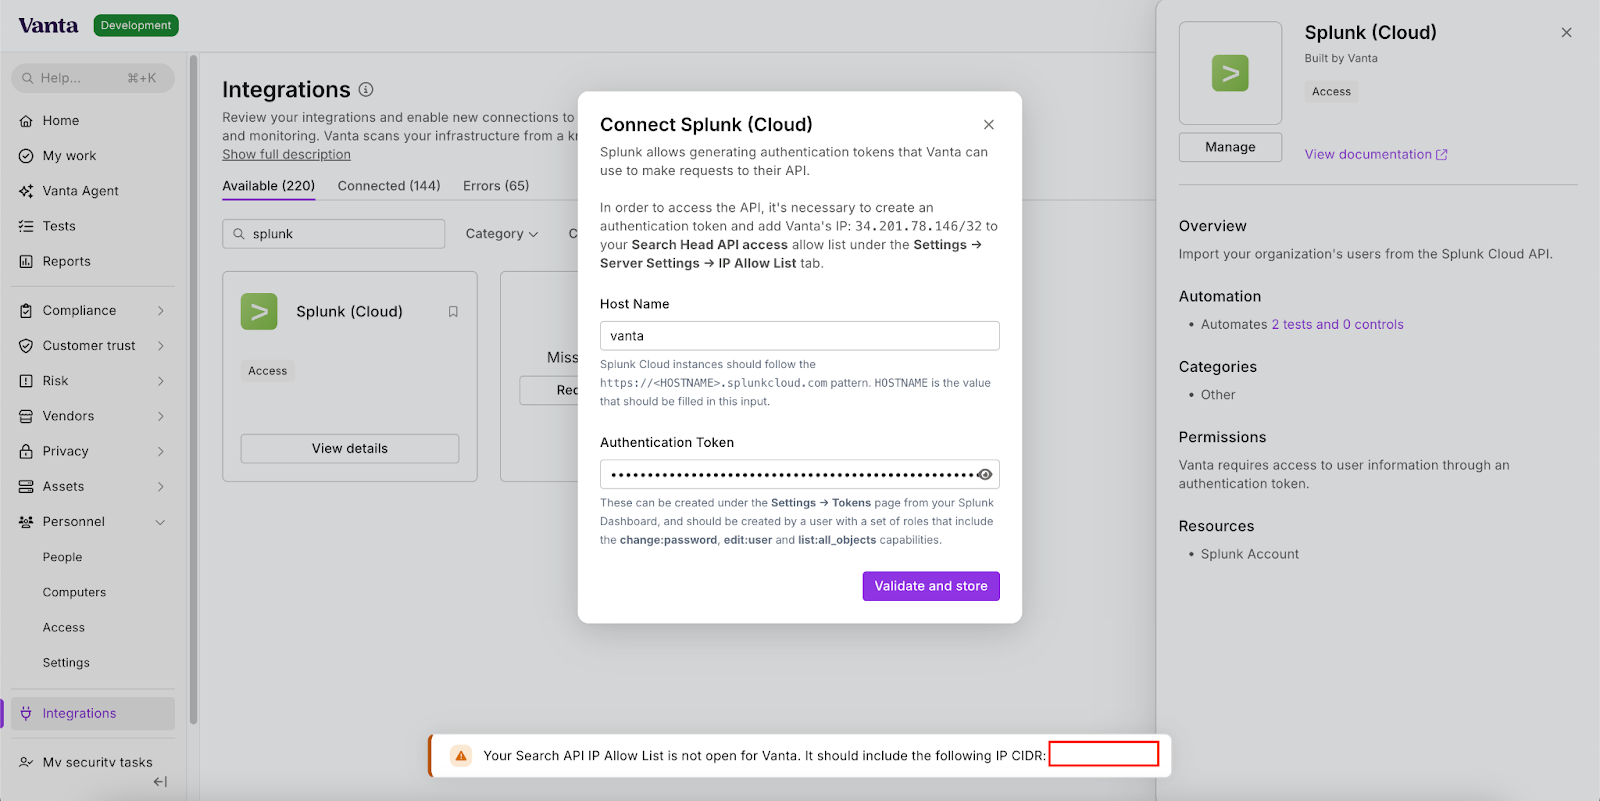 Vanta
Development
Help...
⌘+K
Home
My work
Vanta Agent
Tests
Reports
Compliance
Customer trust
Risk
Vendors
Privacy
Assets
Personnel
People
Computers
Access
Settings
Integrations
My security tasks
Integrations
Review your integrations and enable new connections to
and monitoring. Vanta scans your infrastructure from a
Show full description
Available (220)
Connected (144)
Errors (65)
splunk
Category
C
Splunk (Cloud)
Access
View details
Miss
Rec
Connect Splunk (Cloud)
Splunk allows generating authentication tokens that Vanta can
use to make requests to their API.
In order to access the API, it's necessary to create an
authentication token and add Vanta's IP: 34.201.78.146/32 to
your Search Head API access allow list under the Settings →
Server Settings → IP Allow List tab.
Host Name
vanta
Splunk Cloud instances should follow the
https://<HOSTNAME>.splunkcloud.com pattern. HOSTNAME is the value
that should be filled in this input.
Authentication Token
These can be created under the Settings → Tokens page from your Splunk
Dashboard, and should be created by a user with a set of roles that include
the change:password, edit:user and list:all_objects capabilities.
Validate and store
Your Search API IP Allow List is not open for Vanta. It should include the following IP CIDR:
Splunk (Cloud)
Built by Vanta
Access
Manage
View documentation
Overview
Import your organization's users from the Splunk Cloud API.
Automation
• Automates 2 tests and 0 controls
Categories
• Other
Permissions
Vanta requires access to user information through an
authentication token.
Resources
• Splunk Account